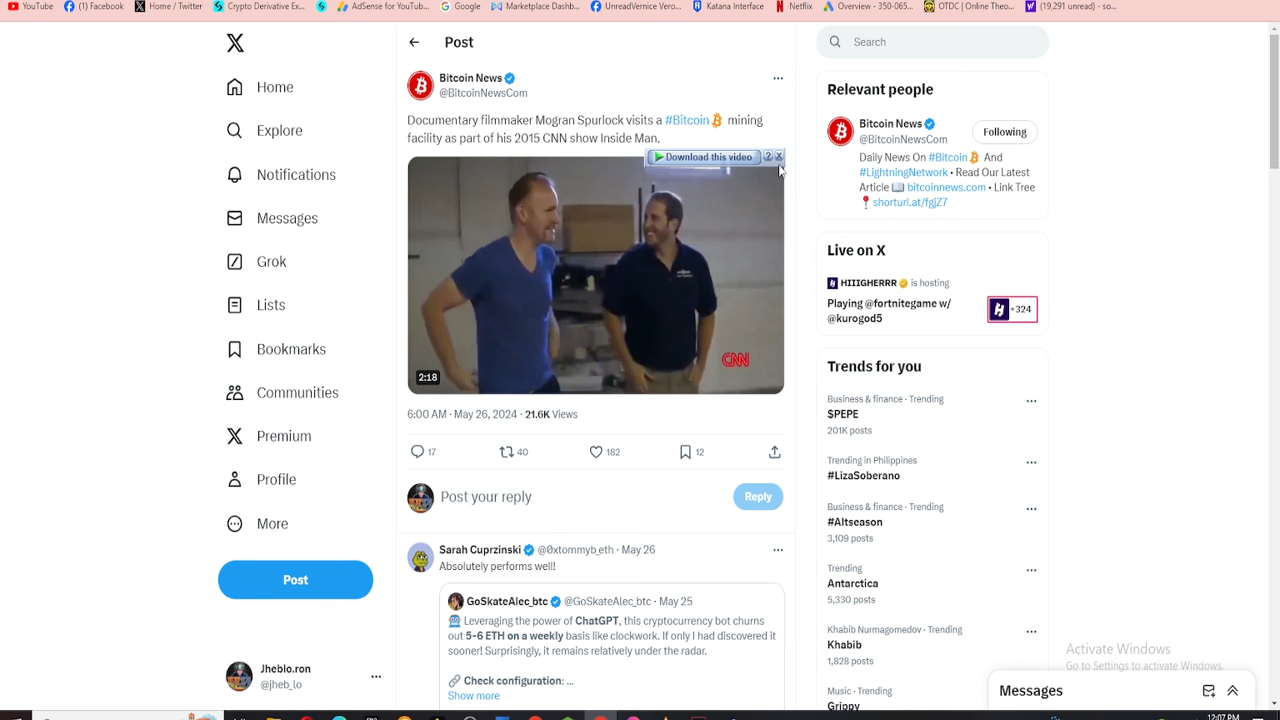 YouTube
(1) Facebook
Home / Twitter
Crypto Derivative Ex...
AdSense for YouTub...
Google
Marketplace Dashb...
UnreadVernice Vero...
Katana Interface
Netflix
Overview - 350-065...
OTDC | Online Theo...
(19,291 unread) - so...
Home
Explore
Notifications
Messages
Grok
Lists
Bookmarks
Communities
Premium
Profile
More
Post
Jheblo.ron
@jheb_lo
Post
Bitcoin News
@BitcoinNewsCom
Documentary filmmaker Mogran Spurlock visits a #Bitcoin mining
facility as part of his 2015 CNN show Inside Man.
Download this video ? X
CNN
2:18
6:00 AM · May 26, 2024 · 21.6K Views
17 40 182 12
Post your reply
Reply
Sarah Cuprzinski @0xtommyb_eth · May 26
Absolutely performs well!
GoSkateAlec_btc @GoSkateAlec_btc · May 25
Leveraging the power of ChatGPT, this cryptocurrency bot churns
out 5-6 ETH on a weekly basis like clockwork. If only I had discovered it
sooner! Surprisingly, it remains relatively under the radar.
Check configuration: ...
Show more
Search
Relevant people
Bitcoin News
@BitcoinNewsCom
Following
Daily News On #Bitcoin And
#LightningNetwork • Read Our Latest
Article bitcoinnews.com • Link Tree
shorturl.at/fgjZ7
Live on X
HIIIGHERRR is hosting
Playing @fortnitegame w/
@kurogod5
+324
Trends for you
Business & finance · Trending
$PEPE
201K posts
Trending in Philippines
#LizaSoberano
Business & finance · Trending
#Altseason
3,109 posts
Trending
Antarctica
5,330 posts
Khabib Nurmagomedov · Trending
Khabib
1,828 posts
Music · Trending
Grippy
Activate Windows
Go to Settings to activate Windows.
Messages
12:07 PM